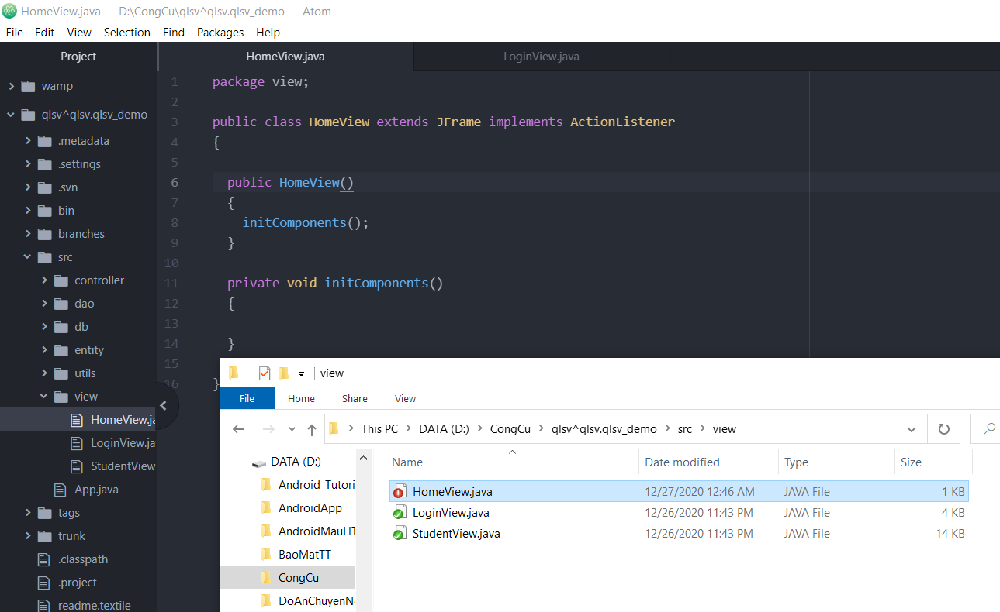 HomeView.java — D:\CongCu\qlsv^qlsv.qlsv_demo — Atom
File Edit View Selection Find Packages Help
Project
wamp
qlsv^qlsv.qlsv_demo
.metadata
.settings
.svn
bin
branches
src
controller
dao
db
entity
utils
view
HomeView.ja
LoginView.ja
StudentView
App.java
tags
trunk
.classpath
.project
readme.textile
HomeView.java LoginView.java
1 package view;
2
3 public class HomeView extends JFrame implements ActionListener
4 {
5
6 public HomeView()
7 {
8 initComponents();
9 }
10
11 private void initComponents()
12 {
13
14 }
15
16 }
view
File Home Share View
This PC > DATA (D:) > CongCu > qlsv^qlsv.qlsv_demo > src > view
DATA (D:)
Android_Tutori
AndroidApp
AndroidMauHT
BaoMatTT
CongCu
DoAnChuyenNg
Name Date modified Type Size
HomeView.java 12/27/2020 12:46 AM JAVA File 1 KB
LoginView.java 12/26/2020 11:43 PM JAVA File 4 KB
StudentView.java 12/26/2020 11:43 PM JAVA File 14 KB